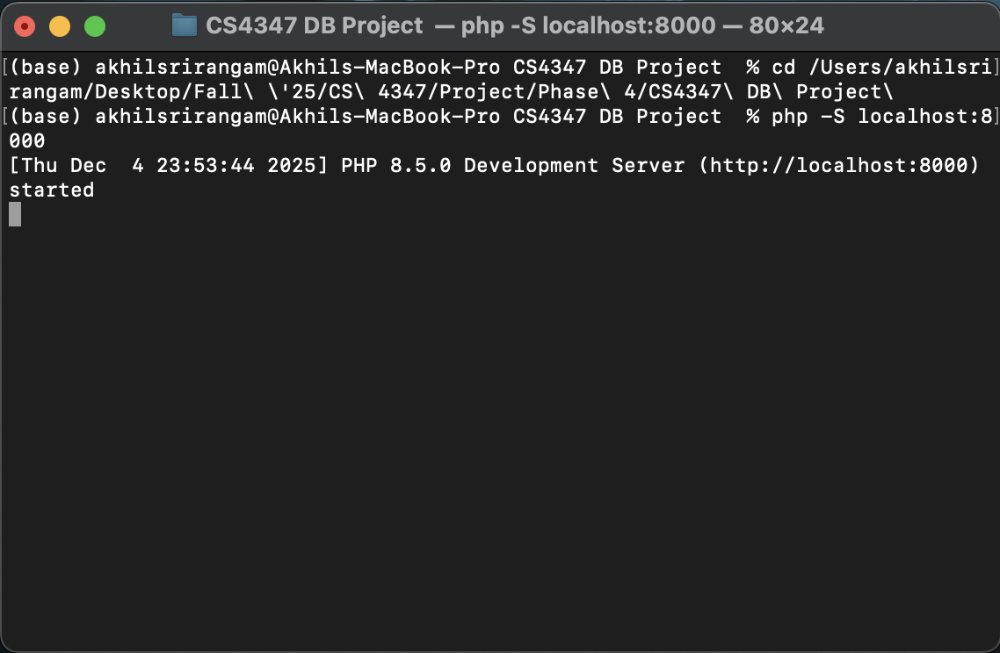 CS4347 DB Project — php -S localhost:8000 — 80×24
[(base) akhilsrirangam@Akhils-MacBook-Pro CS4347 DB Project  % cd /Users/akhilsri]
rangam/Desktop/Fall\ \'25/CS\ 4347/Project/Phase\ 4/CS4347\ DB\ Project\
[(base) akhilsrirangam@Akhils-MacBook-Pro CS4347 DB Project  % php -S localhost:8]
000
[Thu Dec  4 23:53:44 2025] PHP 8.5.0 Development Server (http://localhost:8000)
started